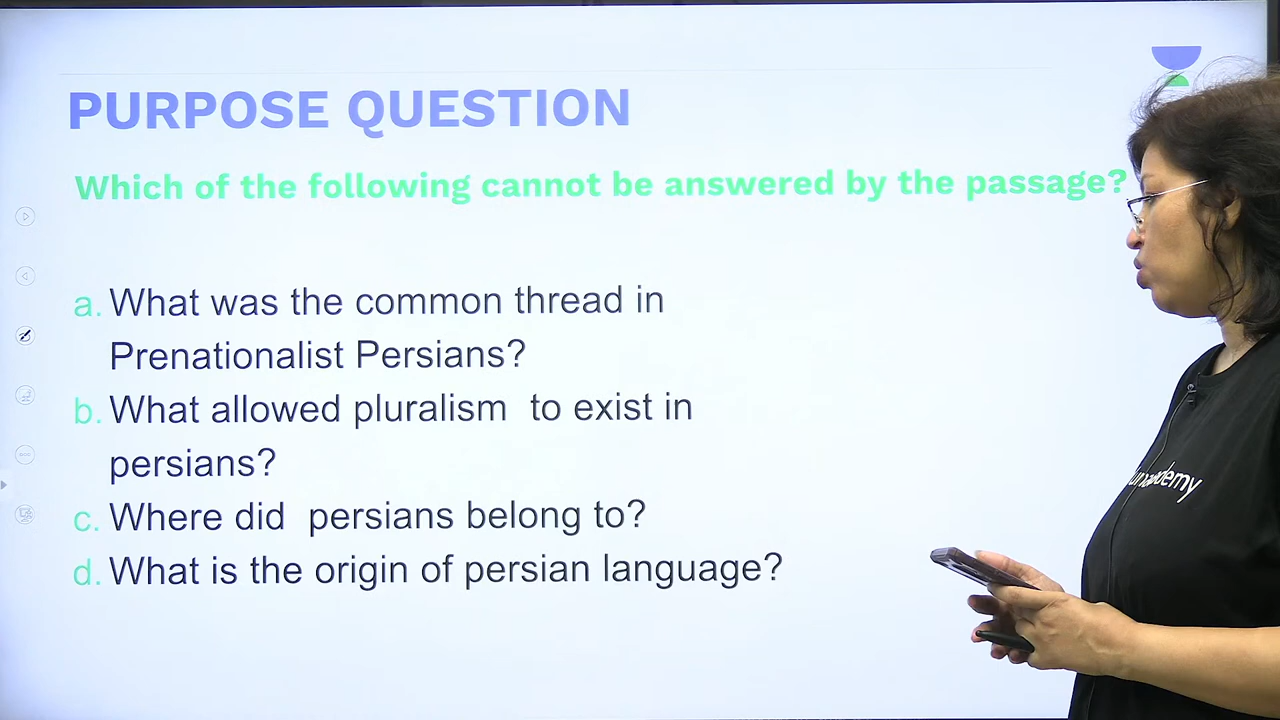 PURPOSE QUESTION
Which of the following cannot be answered by the passage?
a. What was the common thread in
Prenationalist Persians?
b. What allowed pluralism to exist in
persians?
c. Where did persians belong to?
d. What is the origin of persian language?